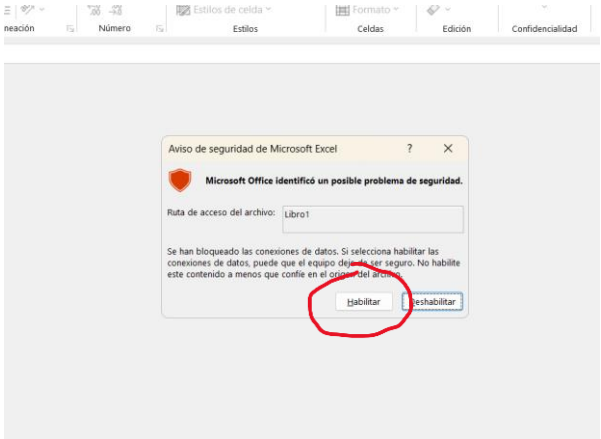 Estilos de celda
Formato
neación
Número
Estilos
Celdas
Edición
Confidencialidad
Aviso de seguridad de Microsoft Excel ? X
Microsoft Office identificó un posible problema de seguridad.
Ruta de acceso del archivo: Libro1
Se han bloqueado las conexiones de datos. Si selecciona habilitar las
conexiones de datos, puede que el equipo deje de ser seguro. No habilite
este contenido a menos que confíe en el origen del archivo.
Habilitar
Deshabilitar